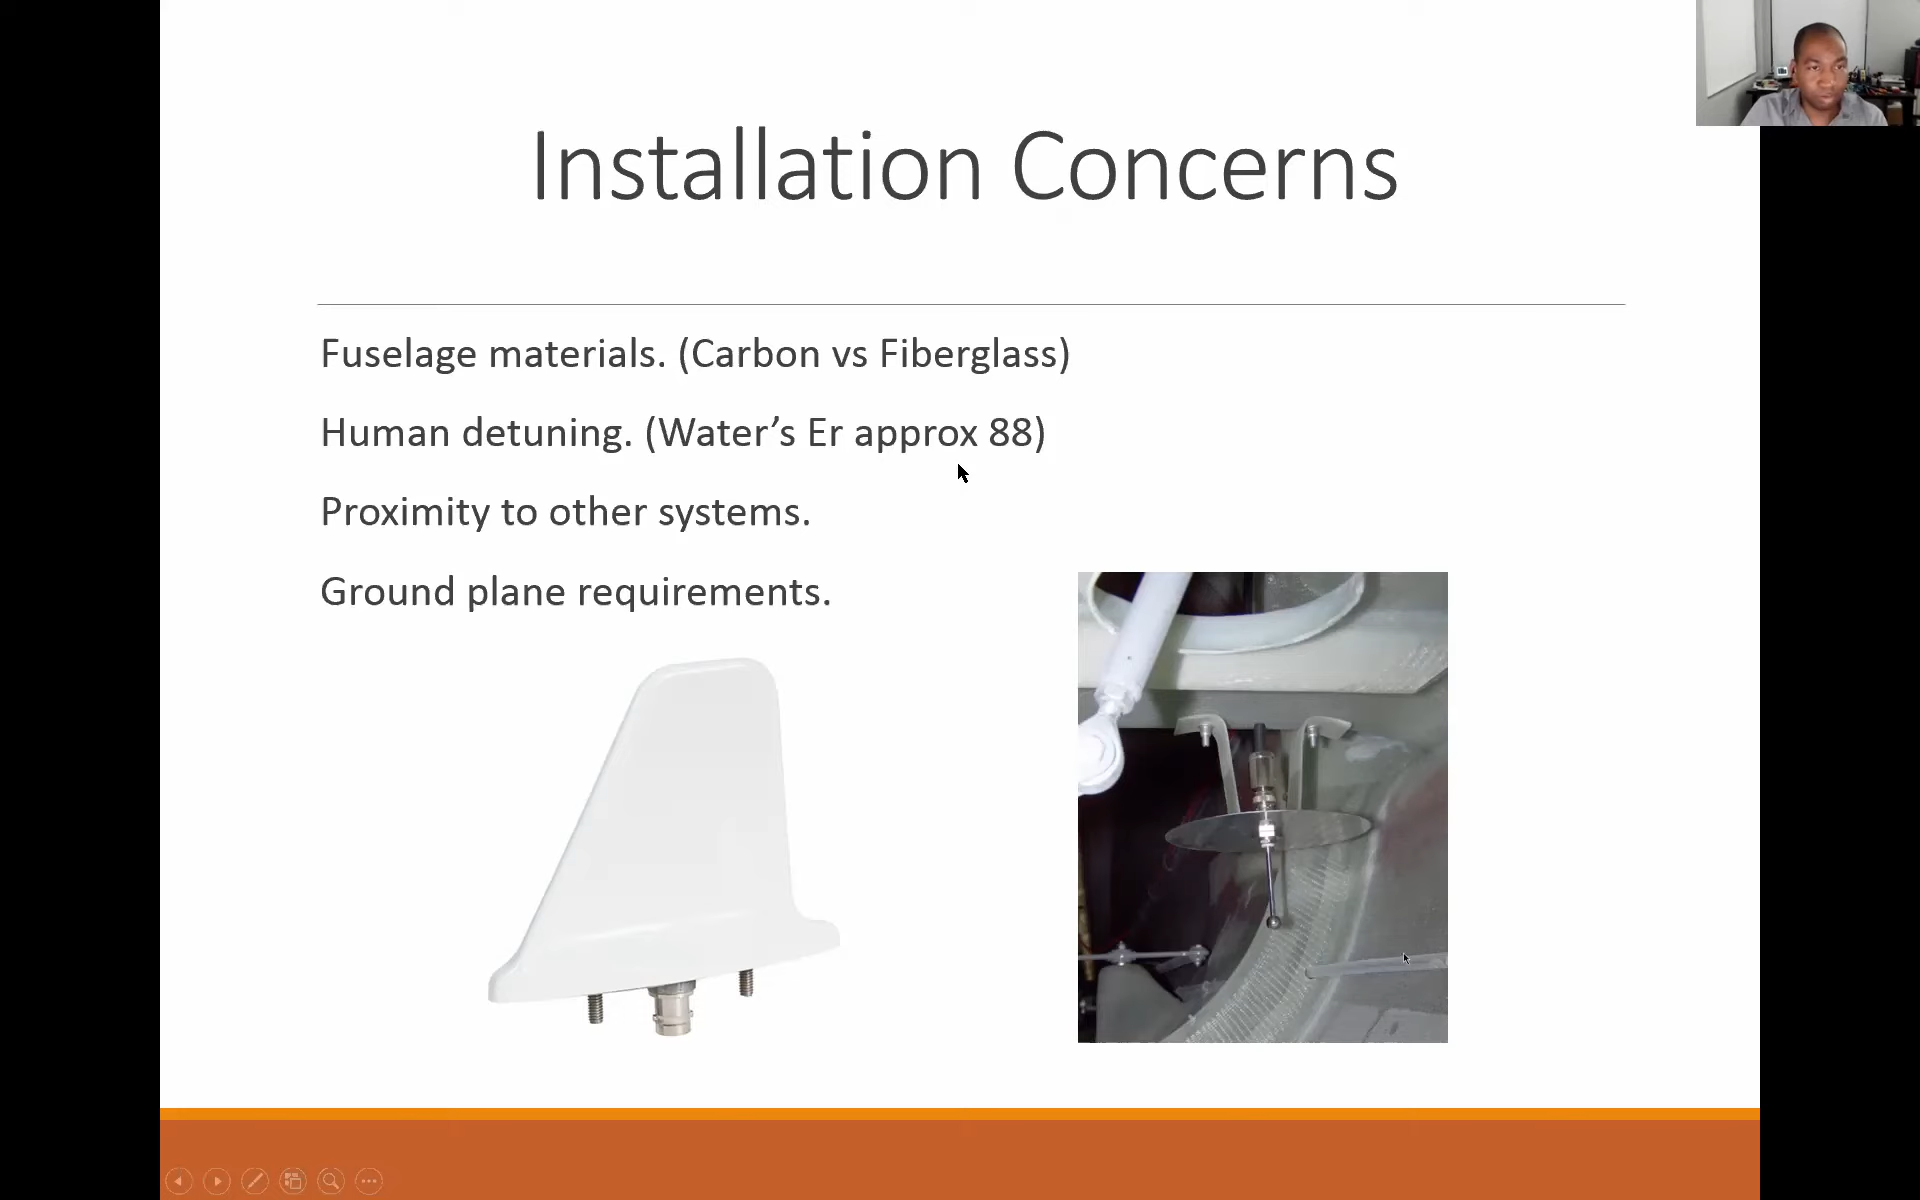 Installation Concerns
Fuselage materials. (Carbon vs Fiberglass)
Human detuning. (Water’s Er approx 88)
Proximity to other systems.
Ground plane requirements.